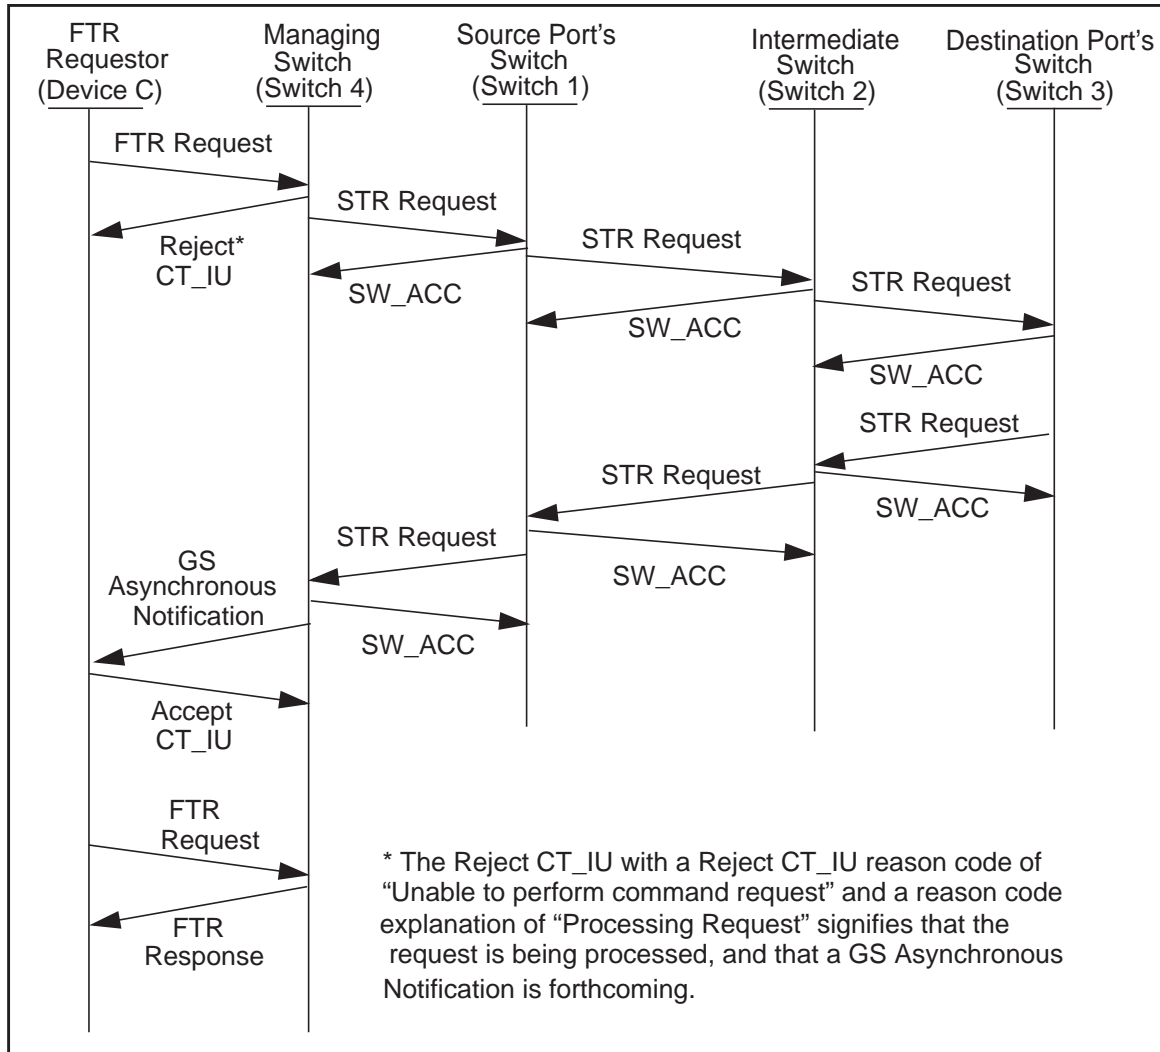 FTR
Requestor
(Device C)
Managing
Switch
(Switch 4)
Source Port's
Switch
(Switch 1)
Intermediate
Switch
(Switch 2)
Destination Port's
Switch
(Switch 3)
FTR Request
STR Request
Reject*
CT_IU
STR Request
SW_ACC
STR Request
SW_ACC
SW_ACC
STR Request
STR Request
SW_ACC
STR Request
GS
Asynchronous
Notification
SW_ACC
SW_ACC
Accept
CT_IU
FTR
Request
FTR
Response
* The Reject CT_IU with a Reject CT_IU reason code of
“Unable to perform command request” and a reason code
explanation of “Processing Request” signifies that the
request is being processed, and that a GS Asynchronous
Notification is forthcoming.